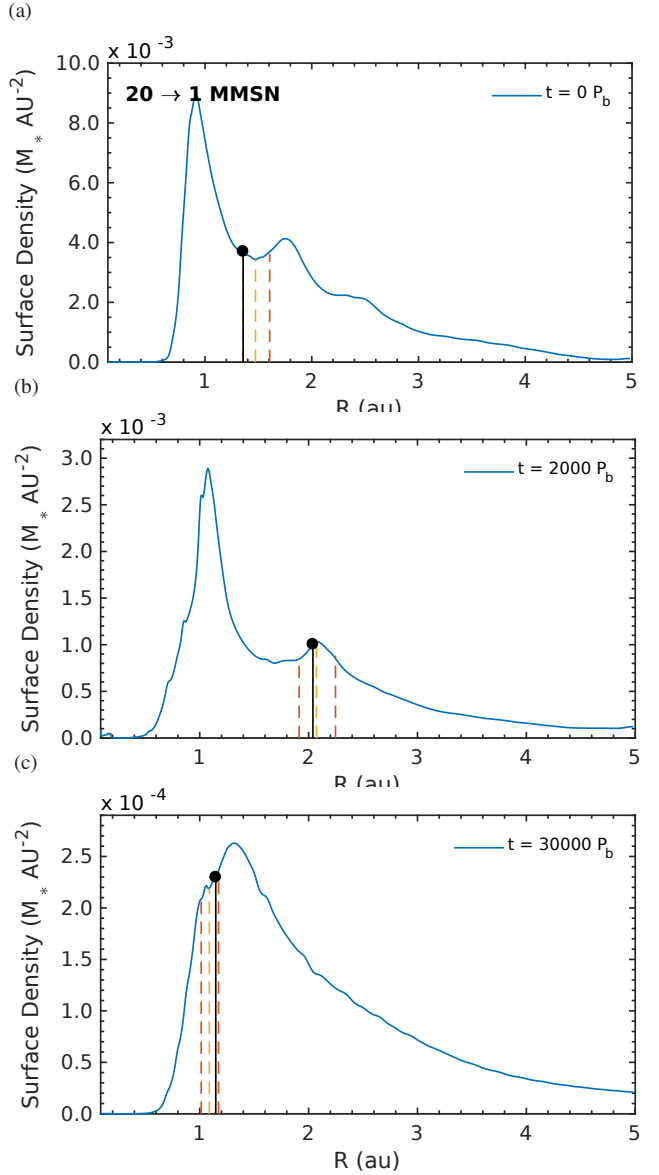 (a)
x 10 -3
20 → 1 MMSN
t = 0 P_b
10.0
8.0
6.0
4.0
2.0
0.0
Surface Density (M_* AU^-2)
1 2 3 4 5
R (au)
(b)
x 10 -3
t = 2000 P_b
3.0
2.5
2.0
1.5
1.0
0.5
0.0
Surface Density (M_* AU^-2)
1 2 3 4 5
R (au)
(c)
x 10 -4
t = 30000 P_b
2.5
2.0
1.5
1.0
0.5
0.0
Surface Density (M_* AU^-2)
1 2 3 4 5
R (au)